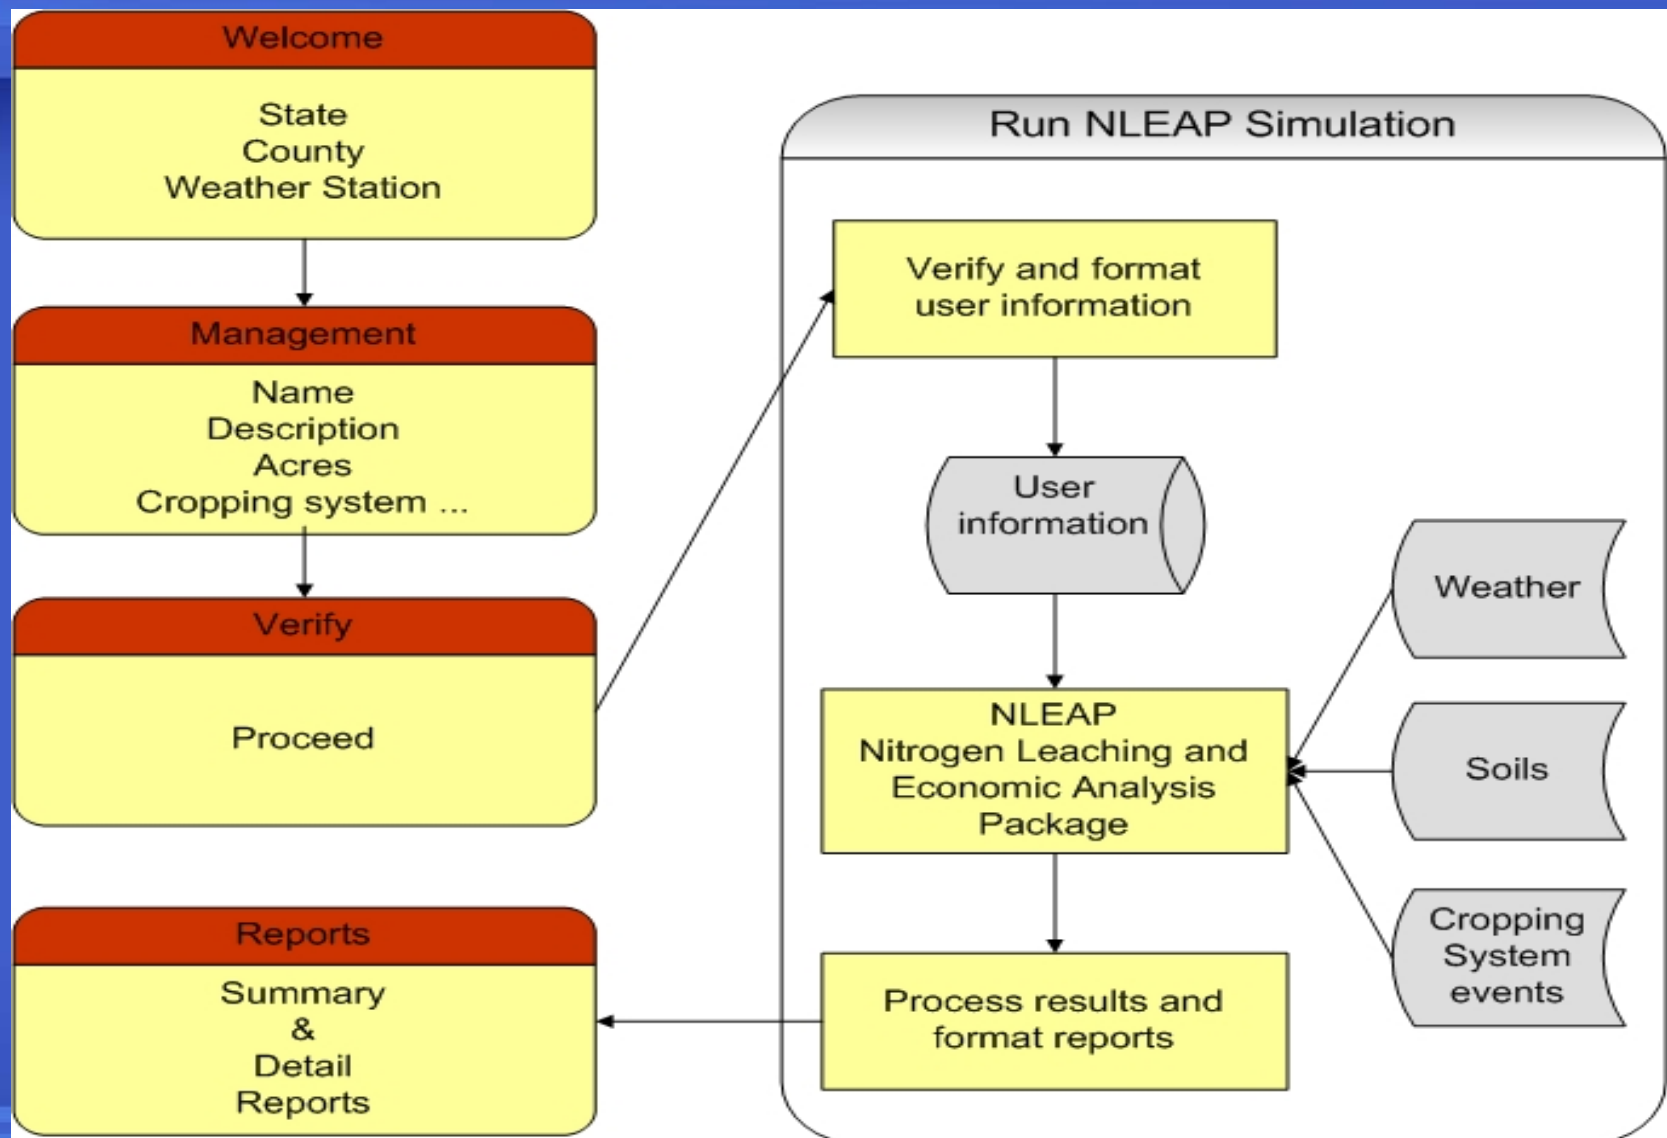 Welcome
State
County
Weather Station
Management
Name
Description
Acres
Cropping system ...
Verify
Proceed
Reports
Summary
&
Detail
Reports
Run NLEAP Simulation
Verify and format
user information
User
information
NLEAP
Nitrogen Leaching and
Economic Analysis
Package
Process results and
format reports
Weather
Soils
Cropping
System
events